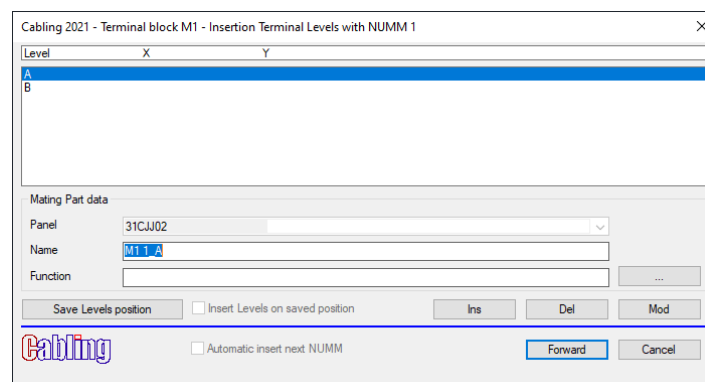 Cabling 2021 - Terminal block M1 - Insertion Terminal Levels with NUMM 1
Level X Y
A
B
Mating Part data
Panel 31CJJ02
Name M1 1_A
Function ...
Save Levels position Insert Levels on saved position Ins Del Mod
Cabling Automatic insert next NUMM Forward Cancel